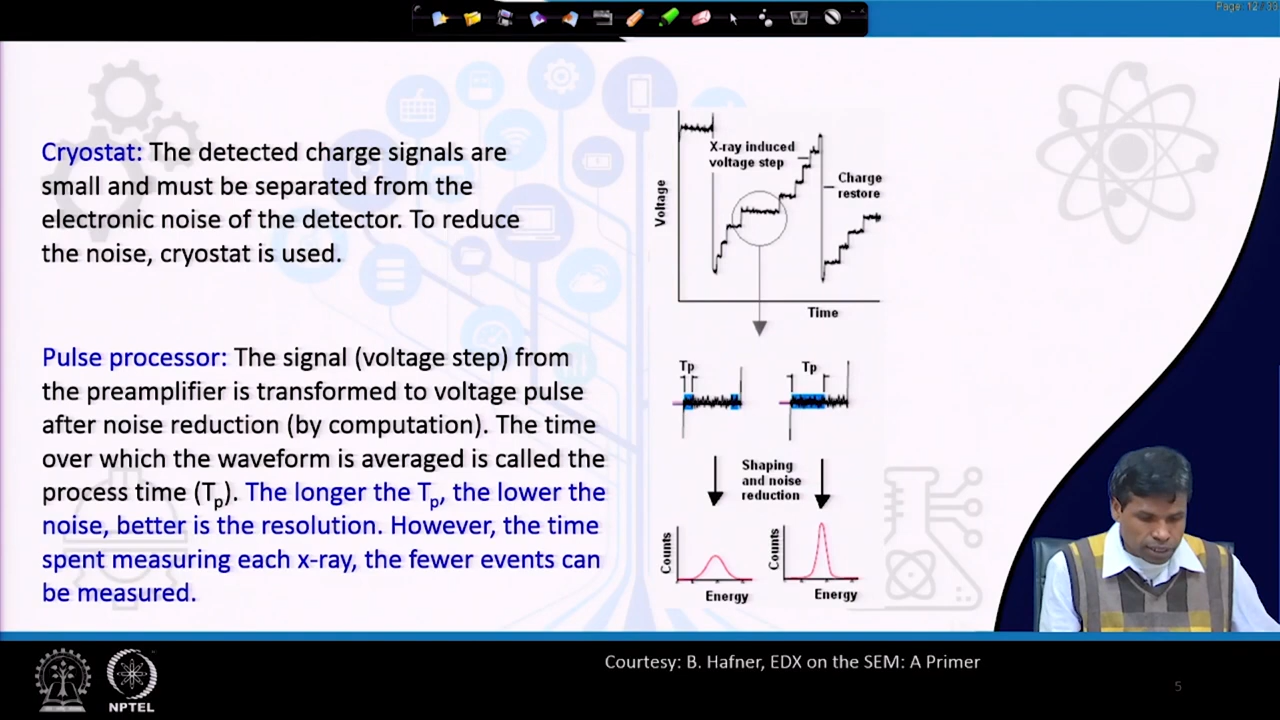 Page: 12/33
Cryostat: The detected charge signals are
small and must be separated from the
electronic noise of the detector. To reduce
the noise, cryostat is used.
Pulse processor: The signal (voltage step) from
the preamplifier is transformed to voltage pulse
after noise reduction (by computation). The time
over which the waveform is averaged is called the
process time (Tp). The longer the Tp, the lower the
noise, better is the resolution. However, the time
spent measuring each x-ray, the fewer events can
be measured.
X-ray induced
voltage step
Charge
restore
Voltage
Time
Tp
Tp
Shaping
and noise
reduction
Counts
Counts
Energy
Energy
Courtesy: B. Hafner, EDX on the SEM: A Primer
5
NPTEL